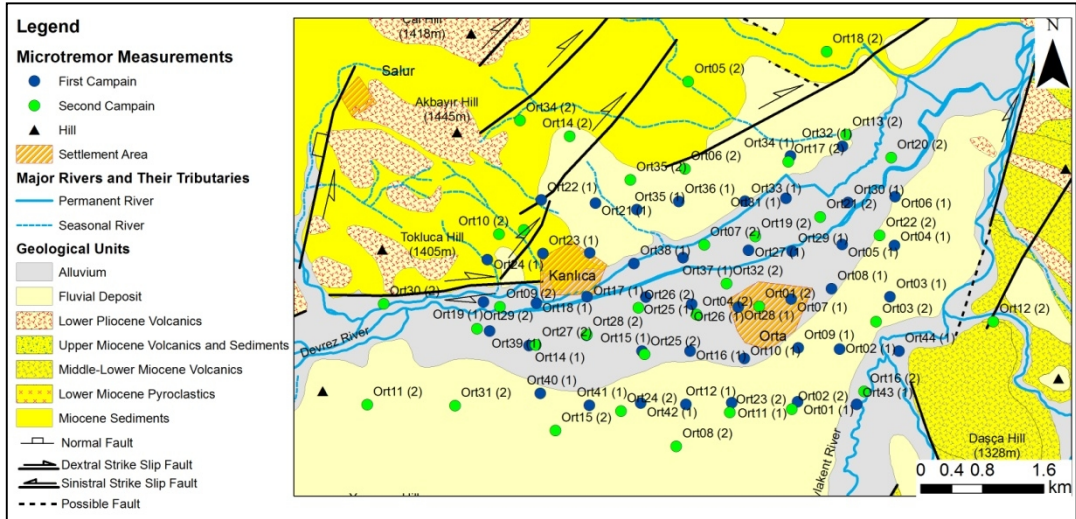 Legend
Microtremor Measurements
First Campain
Second Campain
Hill
Settlement Area
Major Rivers and Their Tributaries
Permanent River
Seasonal River
Geological Units
Alluvium
Fluvial Deposit
Lower Pliocene Volcanics
Upper Miocene Volcanics and Sediments
Middle-Lower Miocene Volcanics
Lower Miocene Pyroclastics
Miocene Sediments
Normal Fault
Dextral Strike Slip Fault
Sinistral Strike Slip Fault
Possible Fault
Hill
(1418m)
N
Ort18 (2)
Salur
Ort05 (2)
Akbayır Hill
(1445m)
Ort34 (2)
Ort14 (2)
Ort13 (2)
Ort32 (1)
Ort34 (1)
Ort17 (2)
Ort20 (2)
Ort06 (2)
Ort35 (2)
Ort22 (1)
Ort21 (1)
Ort35 (1)
Ort36 (1)
Ort33 (1)
Ort31 (1)
Ort30 (1)
Ort21 (2)
Ort06 (1)
Ort10 (2)
Ort19 (2)
Ort22 (2)
Tokluca Hill
(1405m)
Ort24 (1)
Ort23 (1)
Ort38 (1)
Ort07 (2)
Ort27 (1)
Ort29 (1)
Ort05 (1)
Ort04 (1)
Kanlıca
Ort37 (1)
Ort32 (2)
Ort08 (1)
Ort30 (2)
Ort09 (2)
Ort17 (1)
Ort26 (2)
Ort04 (2)
Ort01 (2)
Ort03 (1)
Ort19 (1)
Ort29 (2)
Ort18 (1)
Ort25 (1)
Ort26 (1)
Ort28 (1)
Ort07 (1)
Ort03 (2)
Ort12 (2)
Devrez River
Ort39 (1)
Ort27 (2)
Ort28 (2)
Ort15 (1)
Ort25 (2)
Orta
Ort09 (1)
Ort14 (1)
Ort16 (1)
Ort10 (1)
Ort02 (1)
Ort44 (1)
Ort11 (2)
Ort31 (2)
Ort40 (1)
Ort41 (1)
Ort24 (2)
Ort12 (1)
Ort23 (2)
Ort02 (2)
Ort16 (2)
Ort43 (1)
Ort15 (2)
Ort42 (1)
Ort11 (1)
Ort01 (1)
Ort08 (2)
Daşça Hill
(1328m)
River
0 0.4 0.8 1.6
km